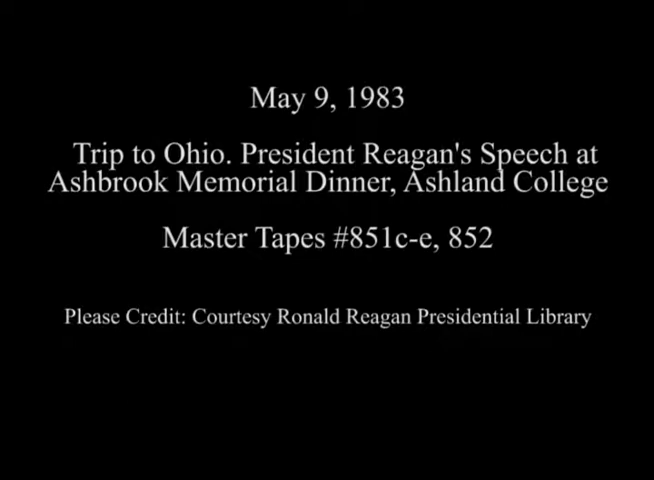 May 9, 1983
Trip to Ohio. President Reagan's Speech at
Ashbrook Memorial Dinner, Ashland College
Master Tapes #851c-e, 852
Please Credit: Courtesy Ronald Reagan Presidential Library